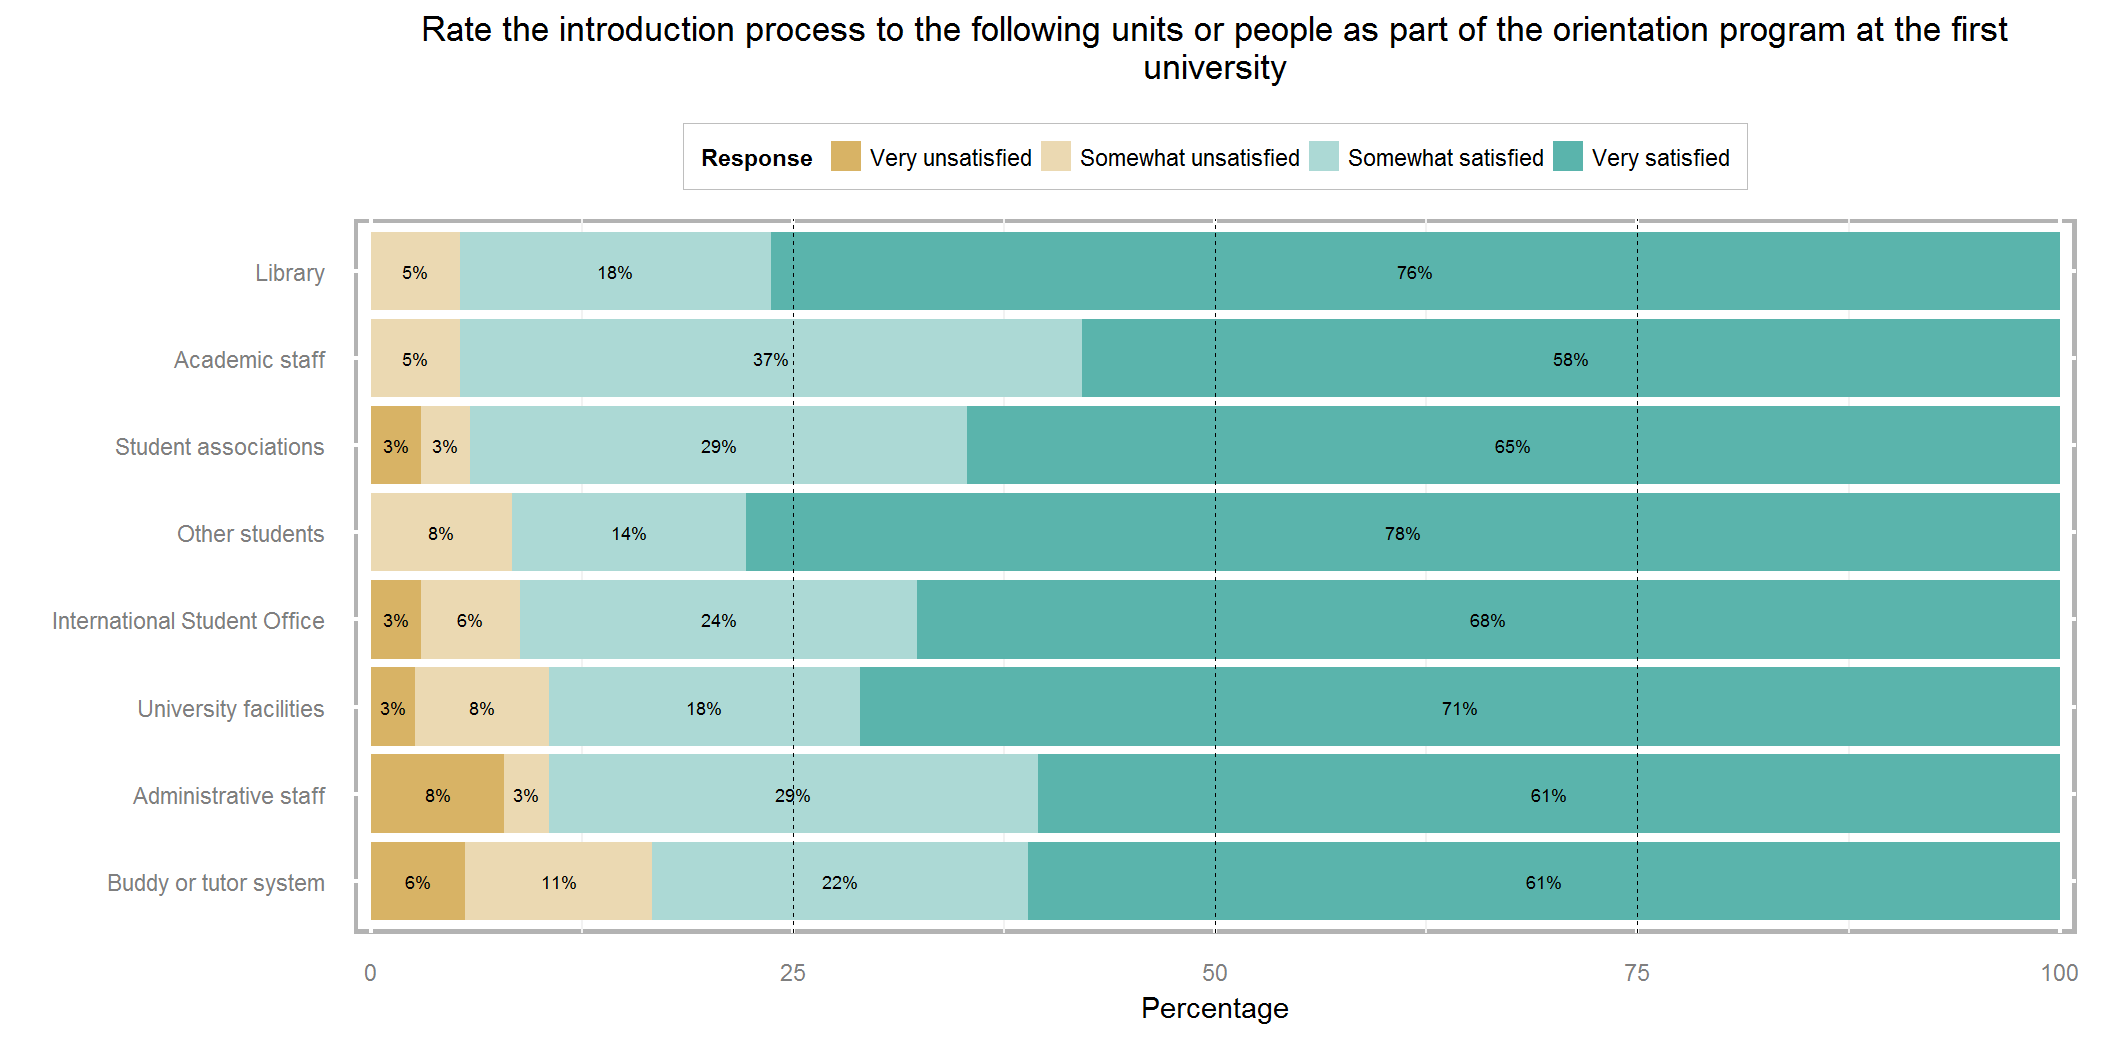 Rate the introduction process to the following units or people as part of the orientation program at the first
university
Response Very unsatisfied Somewhat unsatisfied Somewhat satisfied Very satisfied
Library 5% 18% 76%
Academic staff 5% 37% 58%
Student associations 3% 3% 29% 65%
Other students 8% 14% 78%
International Student Office 3% 6% 24% 68%
University facilities 3% 8% 18% 71%
Administrative staff 8% 3% 29% 61%
Buddy or tutor system 6% 11% 22% 61%
0 25 50 75 100
Percentage